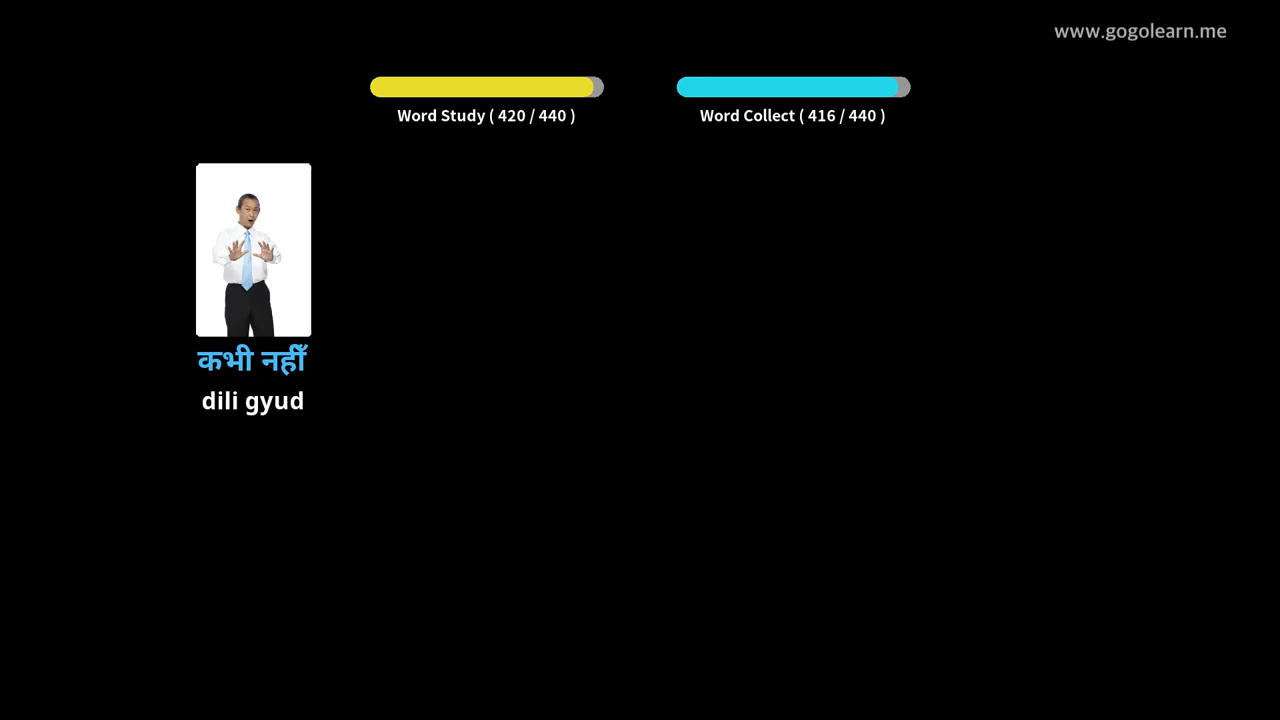 www.gogolearn.me
Word Study ( 420 / 440 )
Word Collect ( 416 / 440 )
कभी नहीँ
dili gyud